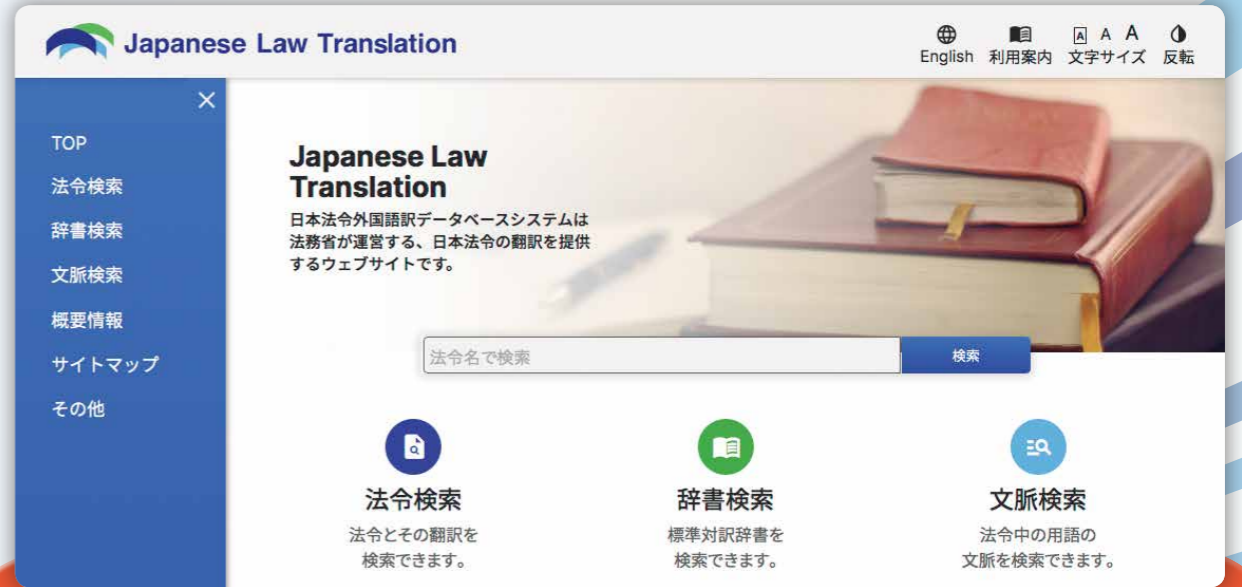 Japanese Law Translation
English
利用案内
A A A
文字サイズ
反転
×
TOP
法令検索
辞書検索
文脈検索
概要情報
サイトマップ
その他
Japanese Law
Translation
日本法令外国語訳データベースシステムは
法務省が運営する、日本法令の翻訳を提供
するウェブサイトです。
法令名で検索
検索
法令検索
法令とその翻訳を
検索できます。
辞書検索
標準対訳辞書を
検索できます。
文脈検索
法令中の用語の
文脈を検索できます。